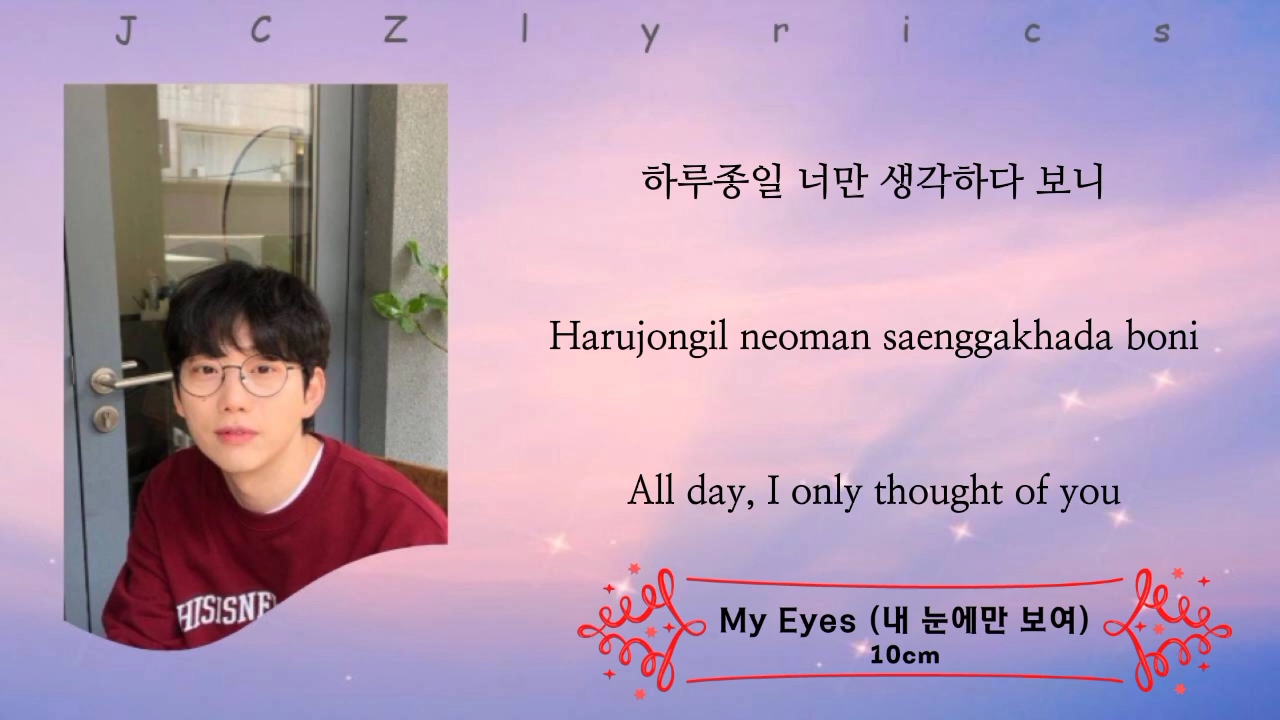 J C Z l y r i c s
하루종일 너만 생각하다 보니
Harujongil neoman saenggakhada boni
All day, I only thought of you
My Eyes (내 눈에만 보여)
10cm